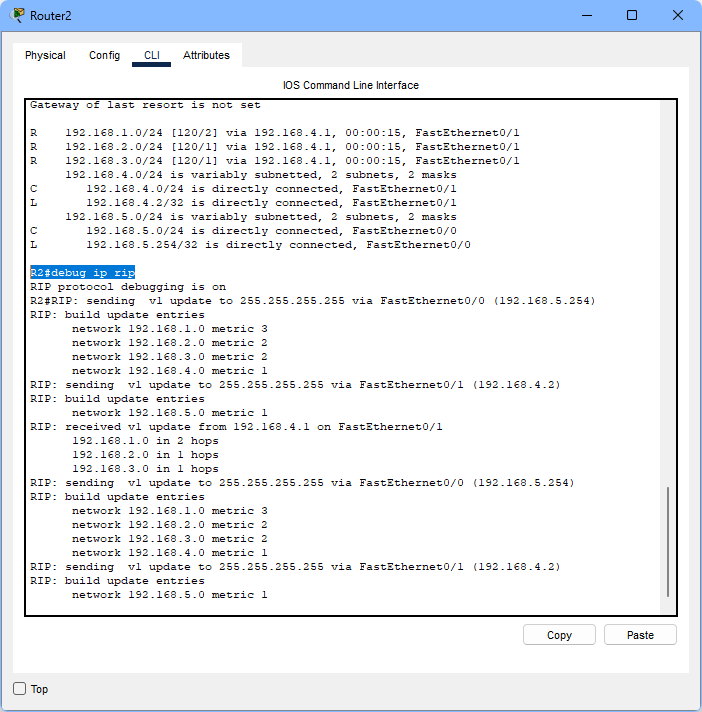 Router2
Physical Config CLI Attributes
IOS Command Line Interface
Gateway of last resort is not set
R 192.168.1.0/24 [120/2] via 192.168.4.1, 00:00:15, FastEthernet0/1
R 192.168.2.0/24 [120/1] via 192.168.4.1, 00:00:15, FastEthernet0/1
R 192.168.3.0/24 [120/1] via 192.168.4.1, 00:00:15, FastEthernet0/1
192.168.4.0/24 is variably subnetted, 2 subnets, 2 masks
C 192.168.4.0/24 is directly connected, FastEthernet0/1
L 192.168.4.2/32 is directly connected, FastEthernet0/1
192.168.5.0/24 is variably subnetted, 2 subnets, 2 masks
C 192.168.5.0/24 is directly connected, FastEthernet0/0
L 192.168.5.254/32 is directly connected, FastEthernet0/0
R2#debug ip rip
RIP protocol debugging is on
R2#RIP: sending  v1 update to 255.255.255.255 via FastEthernet0/0 (192.168.5.254)
RIP: build update entries
network 192.168.1.0 metric 3
network 192.168.2.0 metric 2
network 192.168.3.0 metric 2
network 192.168.4.0 metric 1
RIP: sending  v1 update to 255.255.255.255 via FastEthernet0/1 (192.168.4.2)
RIP: build update entries
network 192.168.5.0 metric 1
RIP: received v1 update from 192.168.4.1 on FastEthernet0/1
192.168.1.0 in 2 hops
192.168.2.0 in 1 hops
192.168.3.0 in 1 hops
RIP: sending  v1 update to 255.255.255.255 via FastEthernet0/0 (192.168.5.254)
RIP: build update entries
network 192.168.1.0 metric 3
network 192.168.2.0 metric 2
network 192.168.3.0 metric 2
network 192.168.4.0 metric 1
RIP: sending  v1 update to 255.255.255.255 via FastEthernet0/1 (192.168.4.2)
RIP: build update entries
network 192.168.5.0 metric 1
Copy Paste
Top